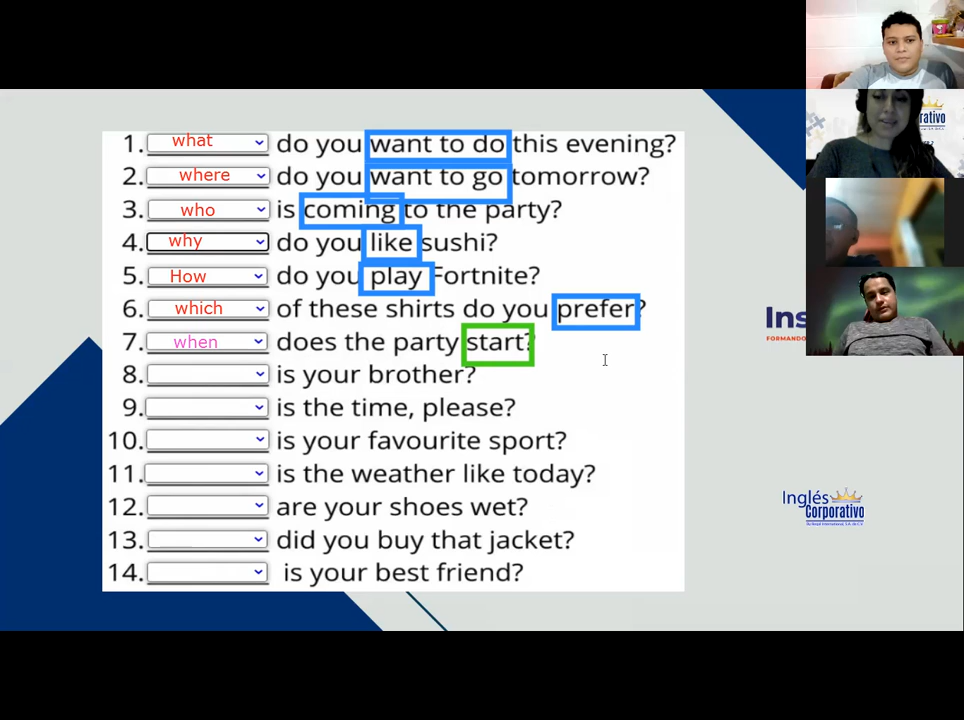 1. what do you want to do this evening?
2. where do you want to go tomorrow?
3. who is coming to the party?
4. why do you like sushi?
5. How do you play Fortnite?
6. which of these shirts do you prefer?
7. when does the party start?
8. is your brother?
9. is the time, please?
10. is your favourite sport?
11. is the weather like today?
12. are your shoes wet?
13. did you buy that jacket?
14. is your best friend?
rativo
Ins
FORMANDO
Inglés
Corporativo